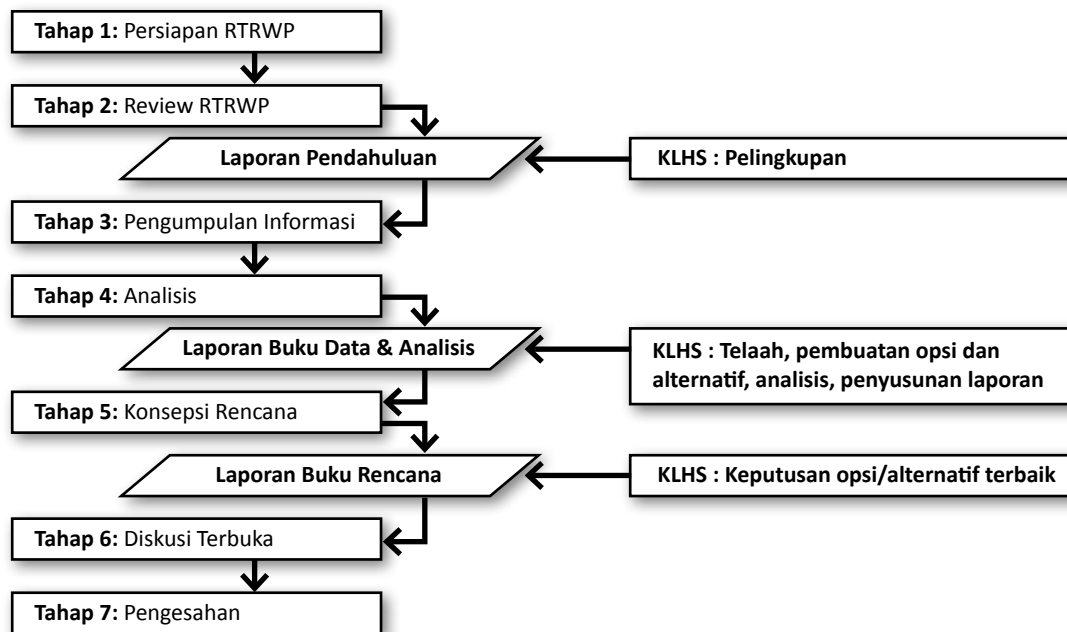 Tahap 1: Persiapan RTRWP
Tahap 2: Review RTRWP
Laporan Pendahuluan
KLHS : Pelingkupan
Tahap 3: Pengumpulan Informasi
Tahap 4: Analisis
Laporan Buku Data & Analisis
KLHS : Telaah, pembuatan opsi dan
alternatif, analisis, penyusunan laporan
Tahap 5: Konsepsi Rencana
Laporan Buku Rencana
KLHS : Keputusan opsi/alternatif terbaik
Tahap 6: Diskusi Terbuka
Tahap 7: Pengesahan